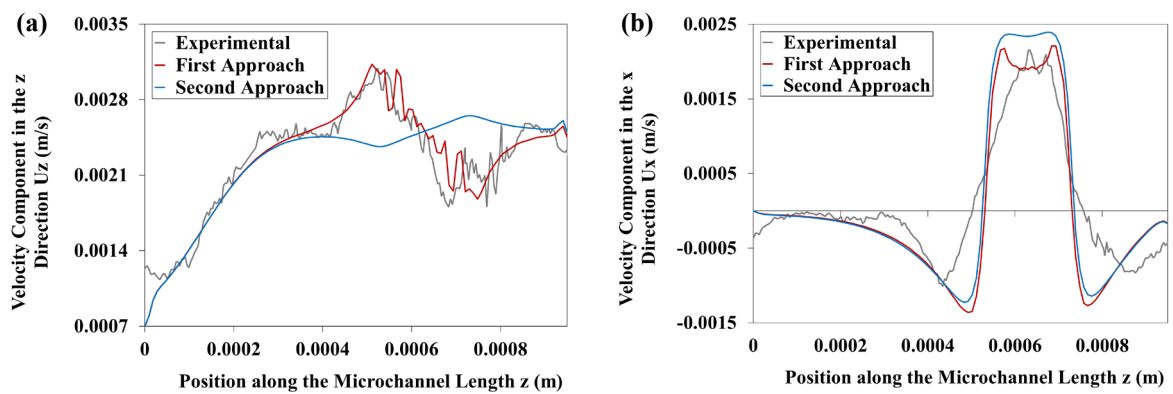 (a)
0.0035
0.0028
0.0021
0.0014
0.0007
Velocity Component in the z
Direction Uz (m/s)
Experimental
First Approach
Second Approach
0
0.0002
0.0004
0.0006
0.0008
Position along the Microchannel Length z (m)
(b)
0.0025
0.0015
0.0005
-0.0005
-0.0015
Velocity Component in the x
Direction Ux (m/s)
Experimental
First Approach
Second Approach
0
0.0002
0.0004
0.0006
0.0008
Position along the Microchannel Length z (m)